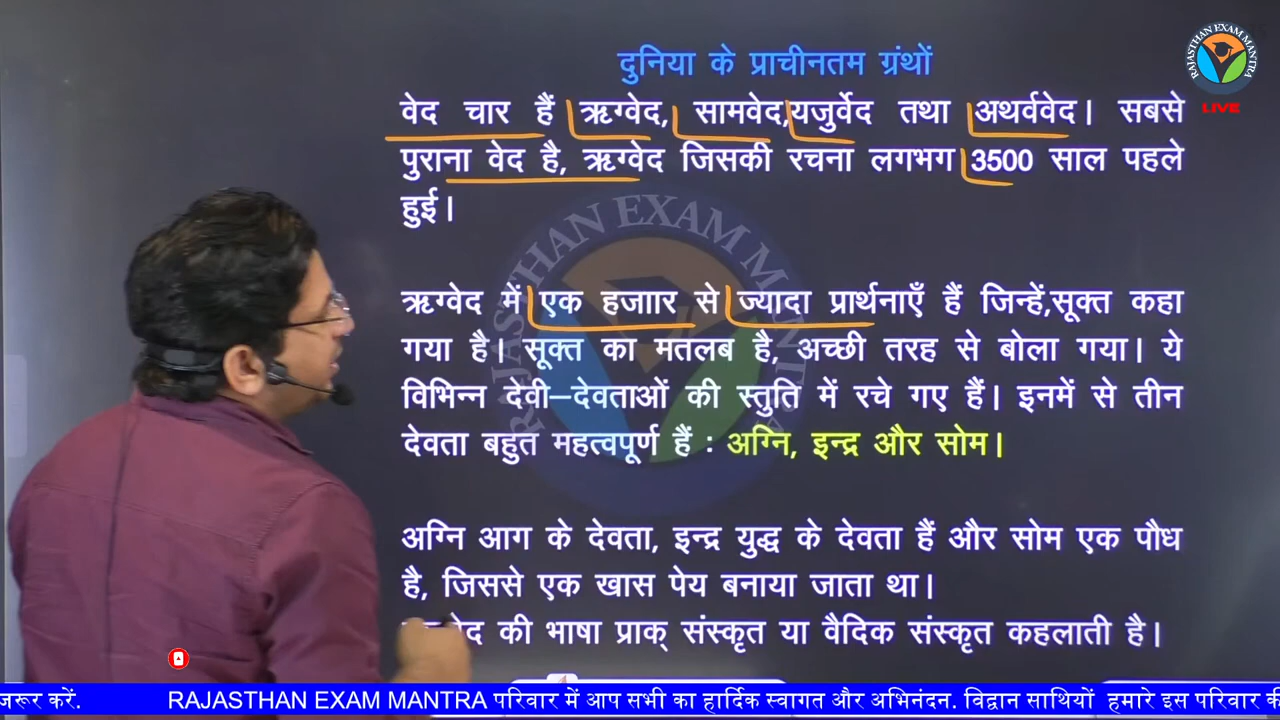 RAJASTHAN EXAM MANTRA
LIVE
दुनिया के प्राचीनतम ग्रंथों
वेद चार हैं ऋग्वेद, सामवेद,यजुर्वेद तथा अथर्ववेद। सबसे
पुराना वेद है, ऋग्वेद जिसकी रचना लगभग 3500 साल पहले
हुई।
RAJASTHAN EXAM MANTRA
ऋग्वेद में एक हजाार से ज्यादा प्रार्थनाएँ हैं जिन्हें,सूक्त कहा
गया है। सूक्त का मतलब है, अच्छी तरह से बोला गया। ये
विभिन्न देवी–देवताओं की स्तुति में रचे गए हैं। इनमें से तीन
देवता बहुत महत्वपूर्ण हैं : अग्नि, इन्द्र और सोम।
अग्नि आग के देवता, इन्द्र युद्ध के देवता हैं और सोम एक पौध
है, जिससे एक खास पेय बनाया जाता था।
की भाषा प्राक् संस्कृत या वैदिक संस्कृत कहलाती है।
जरूर करें. RAJASTHAN EXAM MANTRA परिवार में आप सभी का हार्दिक स्वागत और अभिनंदन. विद्वान साथियों हमारे इस परिवार की